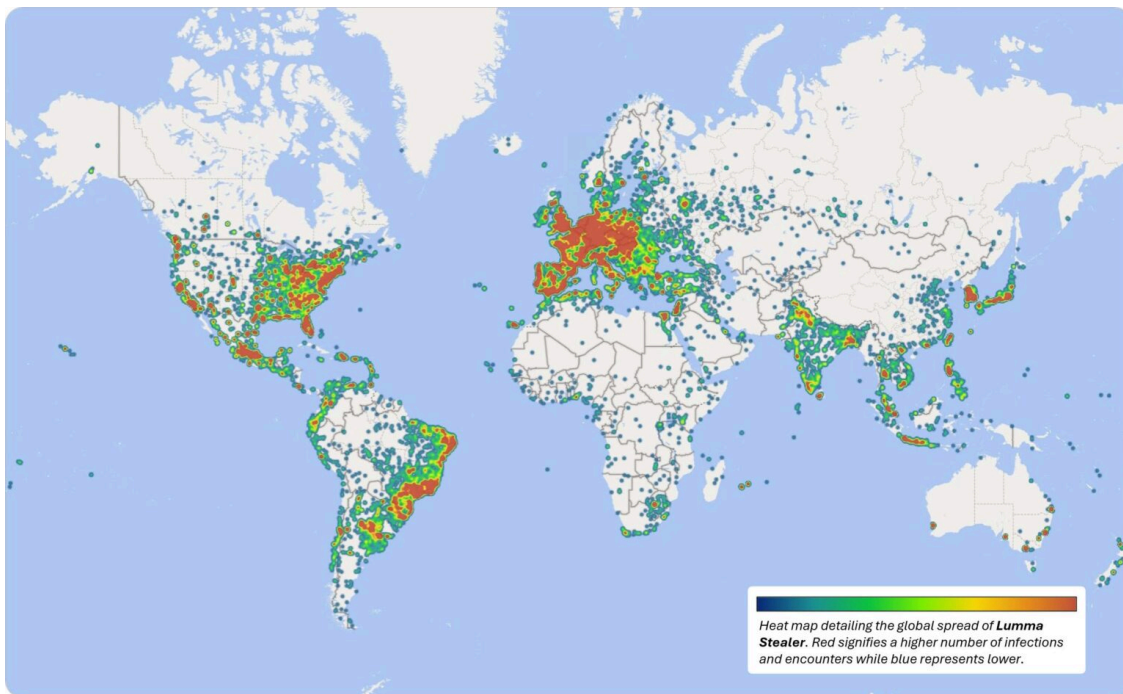 Heat map detailing the global spread of Lumma
Stealer. Red signifies a higher number of infections
and encounters while blue represents lower.